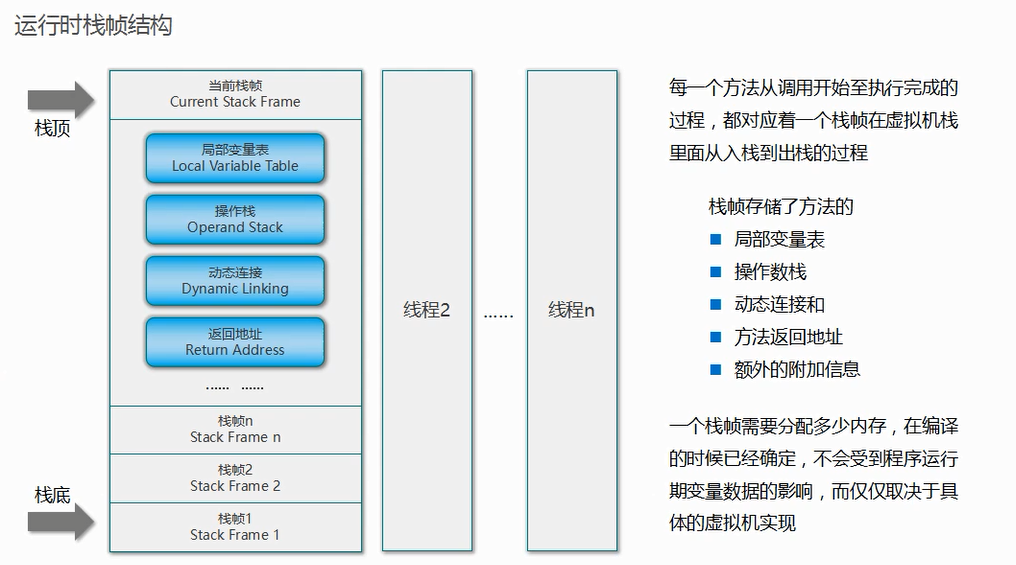 运行时栈帧结构
栈顶
当前栈帧
Current Stack Frame
局部变量表
Local Variable Table
操作栈
Operand Stack
动态连接
Dynamic Linking
返回地址
Return Address
…… ……
栈帧n
Stack Frame n
栈帧2
Stack Frame 2
栈帧1
Stack Frame 1
栈底
线程2
……
线程n
每一个方法从调用开始至执行完成的
过程，都对应着一个栈帧在虚拟机栈
里面从入栈到出栈的过程
栈帧存储了方法的
局部变量表
操作数栈
动态连接和
方法返回地址
额外的附加信息
一个栈帧需要分配多少内存，在编译
的时候已经确定，不会受到程序运行
期变量数据的影响，而仅仅取决于具
体的虚拟机实现